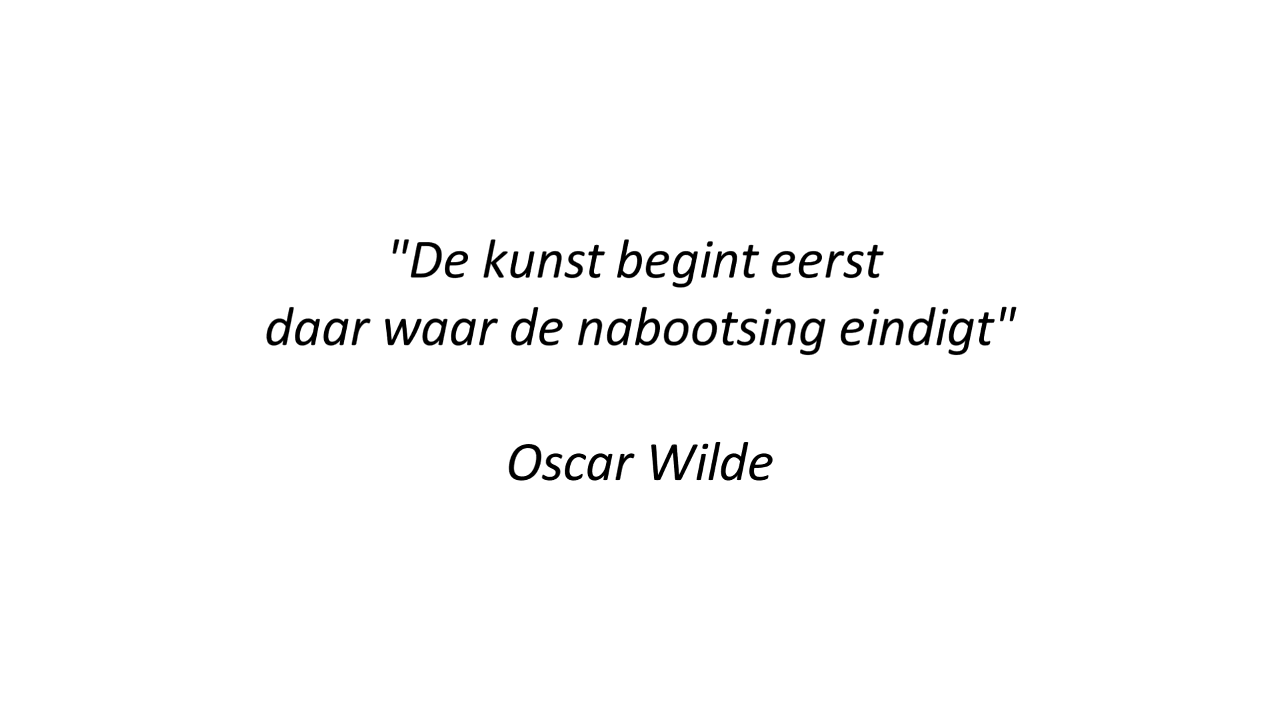 "De kunst begint eerst
daar waar de nabootsing eindigt"
Oscar Wilde